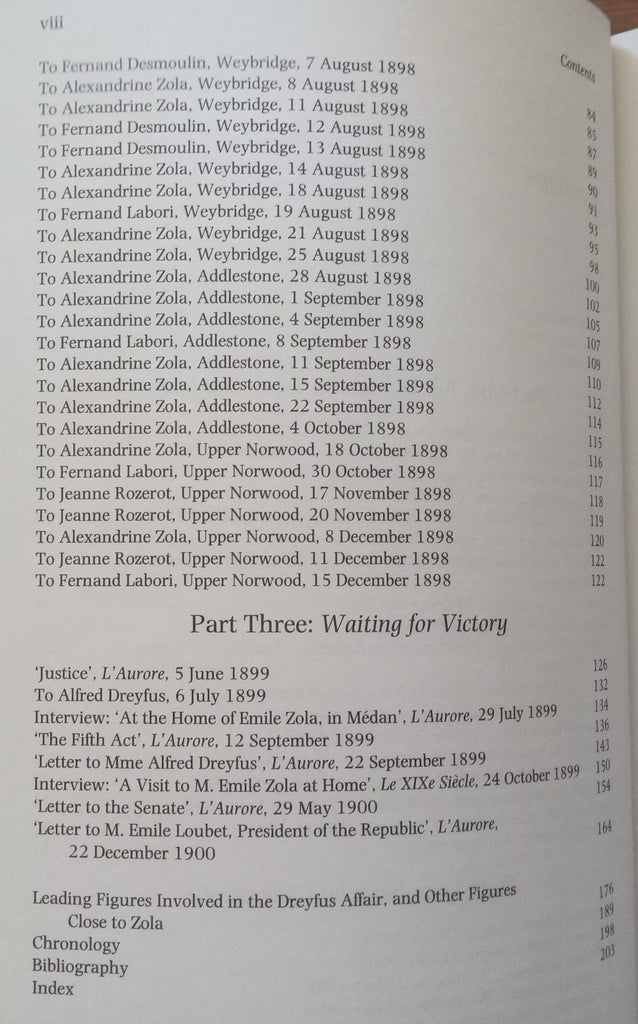 viii
Contents
To Fernand Desmoulin, Weybridge, 7 August 1898 84
To Alexandrine Zola, Weybridge, 8 August 1898 85
To Alexandrine Zola, Weybridge, 11 August 1898 87
To Fernand Desmoulin, Weybridge, 12 August 1898 89
To Fernand Desmoulin, Weybridge, 13 August 1898 90
To Alexandrine Zola, Weybridge, 14 August 1898 91
To Alexandrine Zola, Weybridge, 18 August 1898 93
To Fernand Labori, Weybridge, 19 August 1898 95
To Alexandrine Zola, Weybridge, 21 August 1898 98
To Alexandrine Zola, Weybridge, 25 August 1898 100
To Alexandrine Zola, Addlestone, 28 August 1898 102
To Alexandrine Zola, Addlestone, 1 September 1898 105
To Alexandrine Zola, Addlestone, 4 September 1898 107
To Fernand Labori, Addlestone, 8 September 1898 109
To Alexandrine Zola, Addlestone, 11 September 1898 110
To Alexandrine Zola, Addlestone, 15 September 1898 112
To Alexandrine Zola, Addlestone, 22 September 1898 114
To Alexandrine Zola, Addlestone, 4 October 1898 115
To Alexandrine Zola, Upper Norwood, 18 October 1898 116
To Fernand Labori, Upper Norwood, 30 October 1898 117
To Jeanne Rozerot, Upper Norwood, 17 November 1898 118
To Jeanne Rozerot, Upper Norwood, 20 November 1898 119
To Alexandrine Zola, Upper Norwood, 8 December 1898 120
To Jeanne Rozerot, Upper Norwood, 11 December 1898 122
To Fernand Labori, Upper Norwood, 15 December 1898 122
Part Three: Waiting for Victory
‘Justice’, L’Aurore, 5 June 1899 126
To Alfred Dreyfus, 6 July 1899 132
Interview: ‘At the Home of Emile Zola, in Médan’, L’Aurore, 29 July 1899 134
‘The Fifth Act’, L’Aurore, 12 September 1899 136
‘Letter to Mme Alfred Dreyfus’, L’Aurore, 22 September 1899 143
Interview: ‘A Visit to M. Emile Zola at Home’, Le XIXe Siècle, 24 October 1899 150
‘Letter to the Senate’, L’Aurore, 29 May 1900 154
‘Letter to M. Emile Loubet, President of the Republic’, L’Aurore,
22 December 1900 164
Leading Figures Involved in the Dreyfus Affair, and Other Figures
Close to Zola 176
Chronology 189
Bibliography 198
Index 203